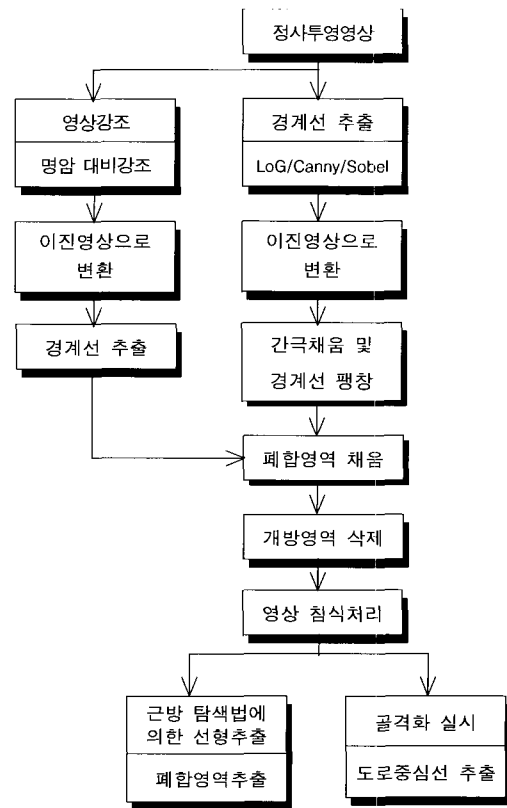 정사투영영상
영상강조
명암 대비강조
경계선 추출
LoG/Canny/Sobel
이진영상으로
변환
이진영상으로
변환
경계선 추출
간극채움 및
경계선 팽창
폐합영역 채움
개방영역 삭제
영상 침식처리
근방 탐색법에
의한 선형추출
폐합영역추출
골격화 실시
도로중심선 추출